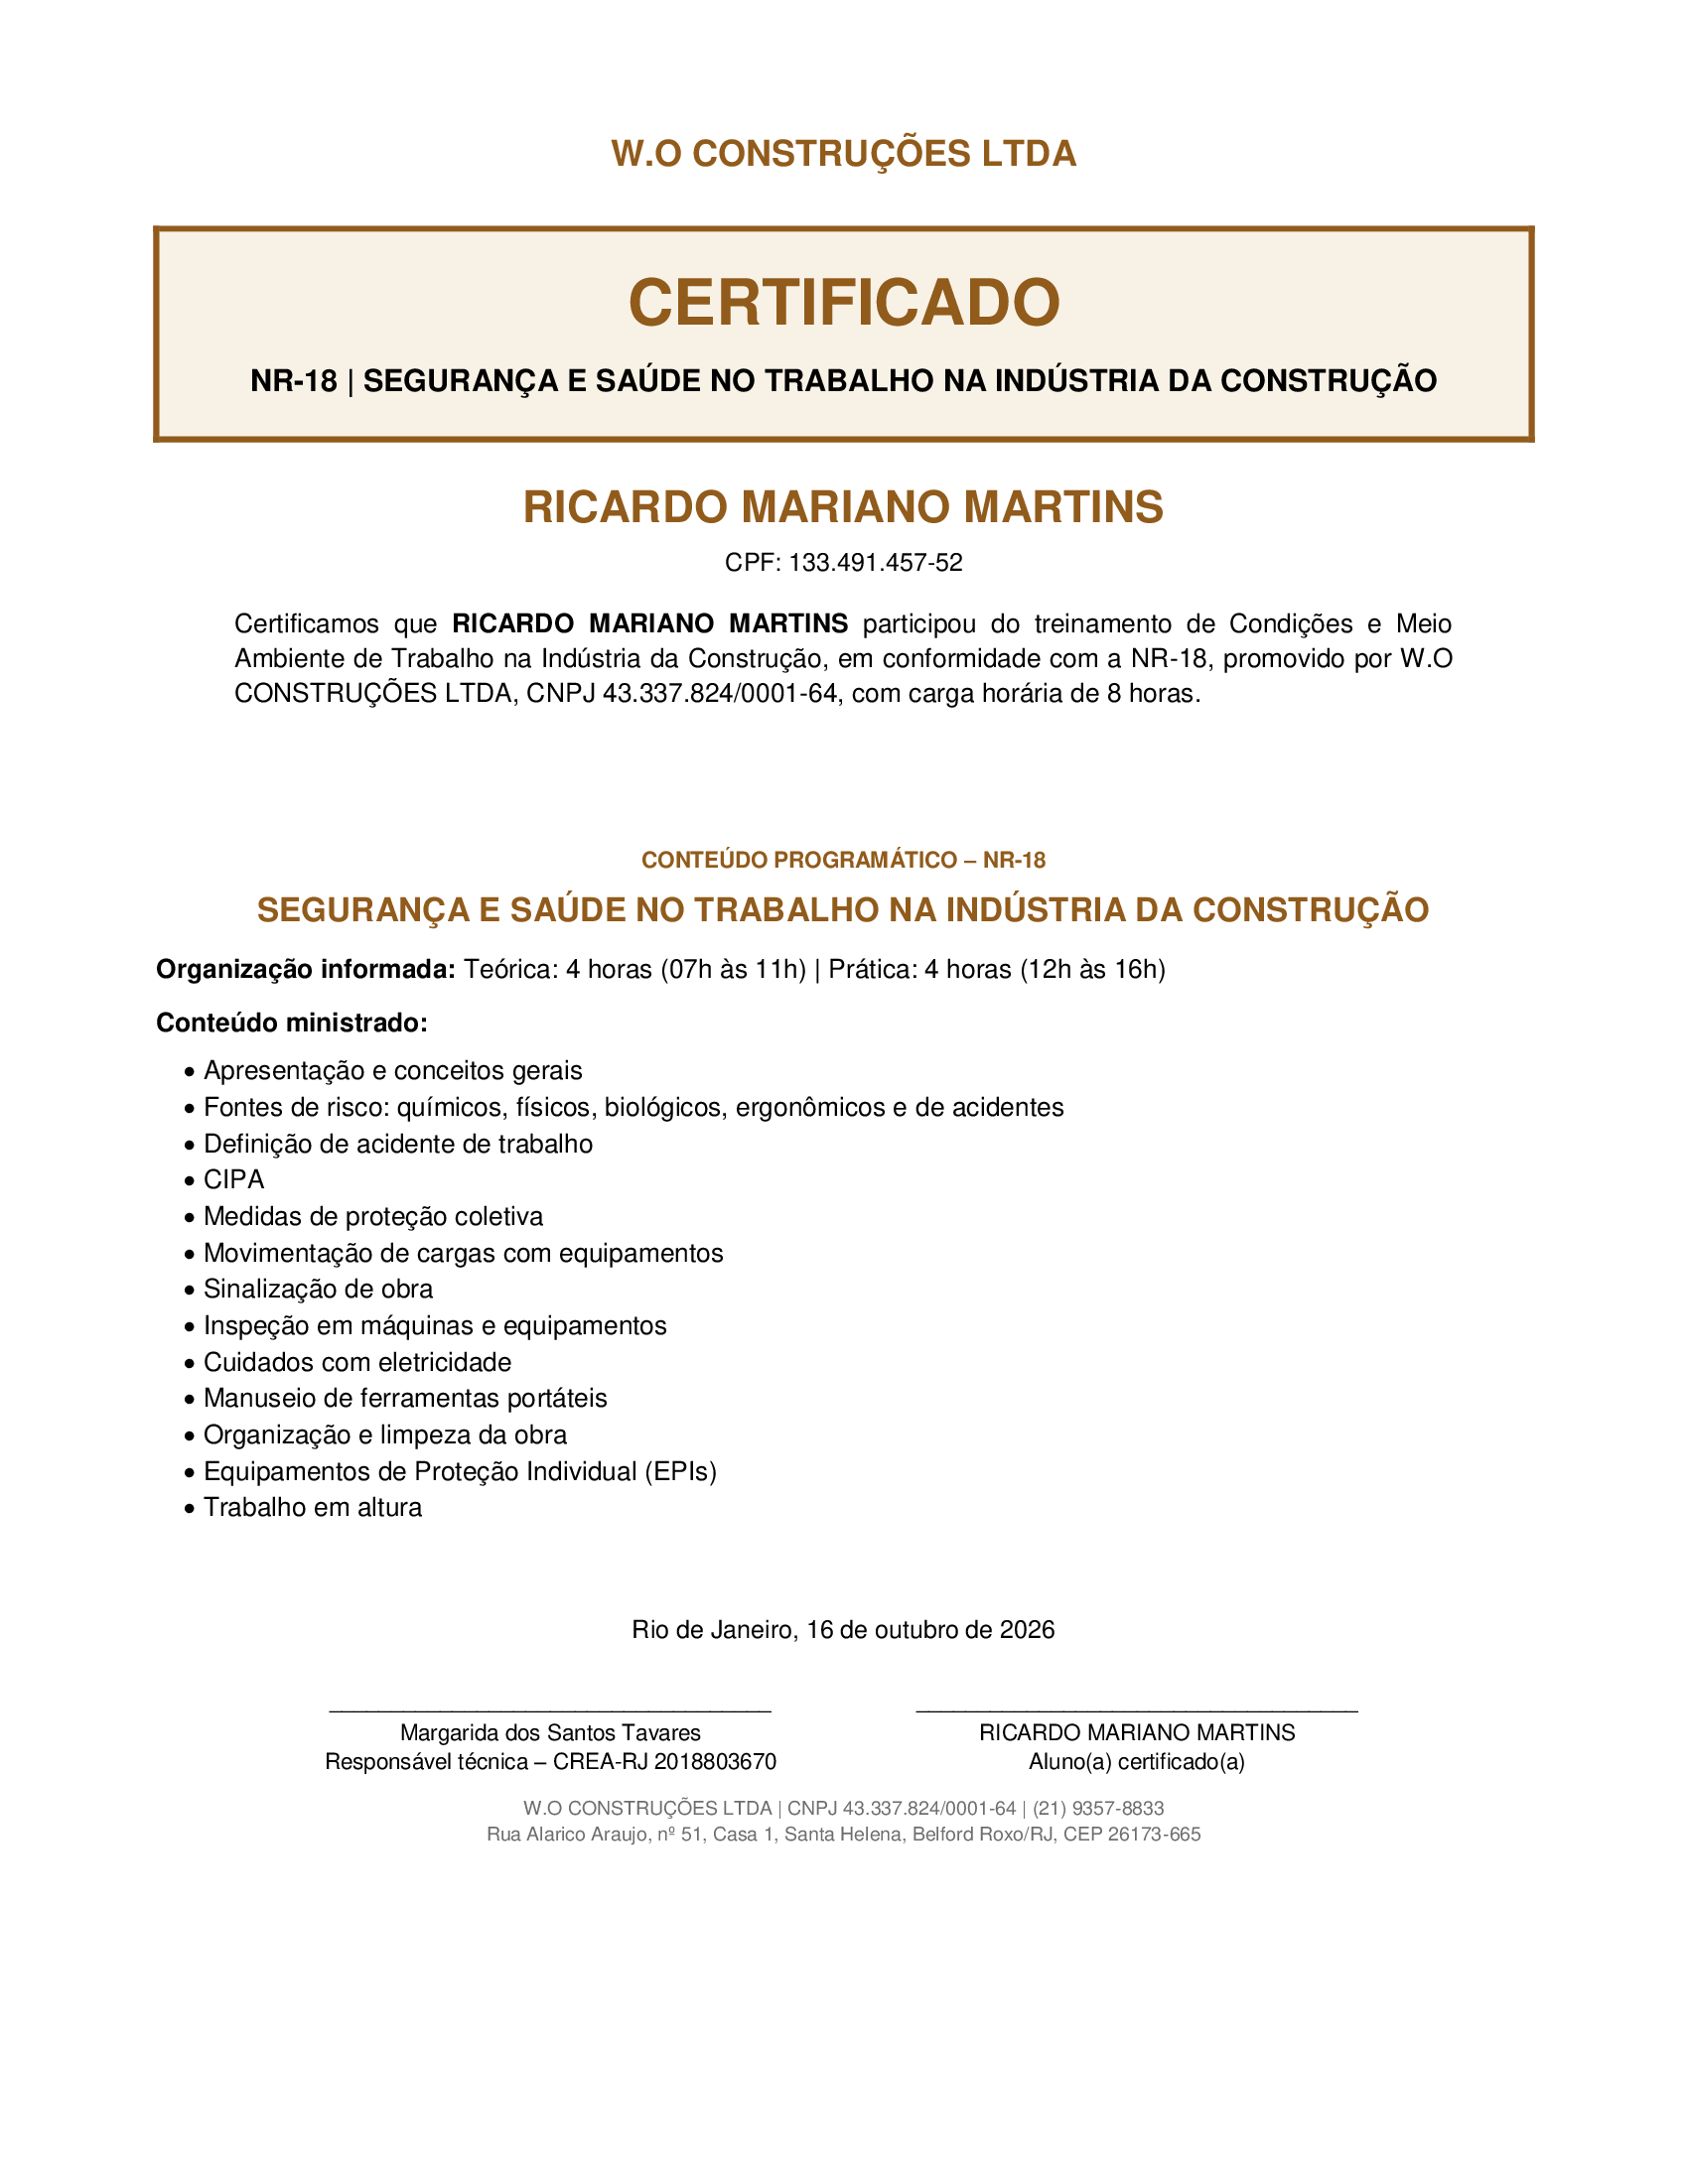 W.O CONSTRUÇÕES LTDA
CERTIFICADO
NR-18 | SEGURANÇA E SAÚDE NO TRABALHO NA INDÚSTRIA DA CONSTRUÇÃO
RICARDO MARIANO MARTINS
CPF: 133.491.457-52
Certificamos que RICARDO MARIANO MARTINS participou do treinamento de Condições e Meio
Ambiente de Trabalho na Indústria da Construção, em conformidade com a NR-18, promovido por W.O
CONSTRUÇÕES LTDA, CNPJ 43.337.824/0001-64, com carga horária de 8 horas.
CONTEÚDO PROGRAMÁTICO – NR-18
SEGURANÇA E SAÚDE NO TRABALHO NA INDÚSTRIA DA CONSTRUÇÃO
Organização informada: Teórica: 4 horas (07h às 11h) | Prática: 4 horas (12h às 16h)
Conteúdo ministrado:
• Apresentação e conceitos gerais
• Fontes de risco: químicos, físicos, biológicos, ergonômicos e de acidentes
• Definição de acidente de trabalho
• CIPA
• Medidas de proteção coletiva
• Movimentação de cargas com equipamentos
• Sinalização de obra
• Inspeção em máquinas e equipamentos
• Cuidados com eletricidade
• Manuseio de ferramentas portáteis
• Organização e limpeza da obra
• Equipamentos de Proteção Individual (EPIs)
• Trabalho em altura
Rio de Janeiro, 16 de outubro de 2026
Margarida dos Santos Tavares
Responsável técnica – CREA-RJ 2018803670
RICARDO MARIANO MARTINS
Aluno(a) certificado(a)
W.O CONSTRUÇÕES LTDA | CNPJ 43.337.824/0001-64 | (21) 9357-8833
Rua Alarico Araujo, nº 51, Casa 1, Santa Helena, Belford Roxo/RJ, CEP 26173-665